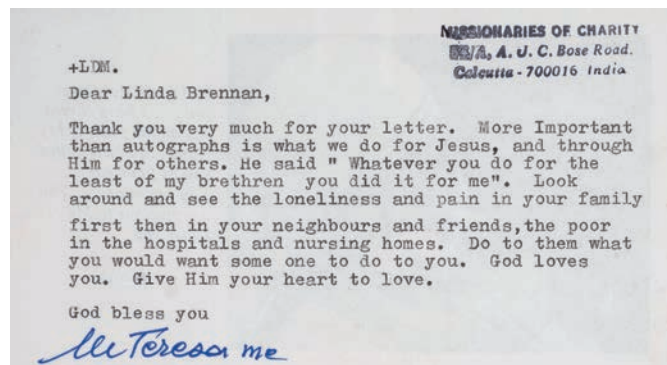 MISSIONARIES OF CHARITY
A. J. C. Bose Road.
Calcutta - 700016 India
+LDM.
Dear Linda Brennan,
Thank you very much for your letter. More Important
than autographs is what we do for Jesus, and through
Him for others. He said " Whatever you do for the
least of my brethren you did it for me". Look
around and see the loneliness and pain in your family
first then in your neighbours and friends,the poor
in the hospitals and nursing homes. Do to them what
you would want some one to do to you. God loves
you. Give Him your heart to love.
God bless you
Teresa mc